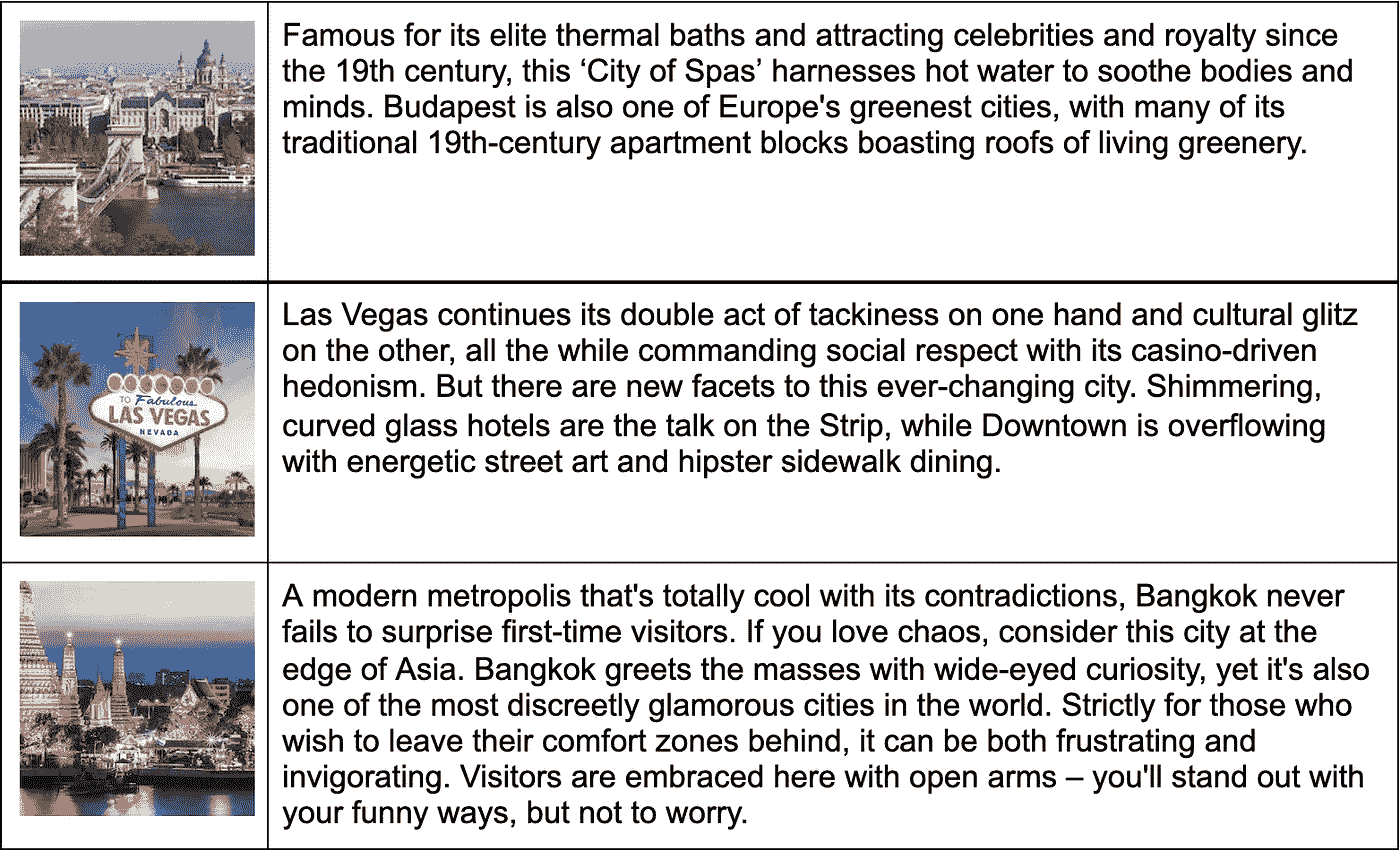 Famous for its elite thermal baths and attracting celebrities and royalty since
the 19th century, this ‘City of Spas’ harnesses hot water to soothe bodies and
minds. Budapest is also one of Europe's greenest cities, with many of its
traditional 19th-century apartment blocks boasting roofs of living greenery.
TO Fabulous
LAS VEGAS
NEVADA
Las Vegas continues its double act of tackiness on one hand and cultural glitz
on the other, all the while commanding social respect with its casino-driven
hedonism. But there are new facets to this ever-changing city. Shimmering,
curved glass hotels are the talk on the Strip, while Downtown is overflowing
with energetic street art and hipster sidewalk dining.
A modern metropolis that's totally cool with its contradictions, Bangkok never
fails to surprise first-time visitors. If you love chaos, consider this city at the
edge of Asia. Bangkok greets the masses with wide-eyed curiosity, yet it's also
one of the most discreetly glamorous cities in the world. Strictly for those who
wish to leave their comfort zones behind, it can be both frustrating and
invigorating. Visitors are embraced here with open arms – you'll stand out with
your funny ways, but not to worry.